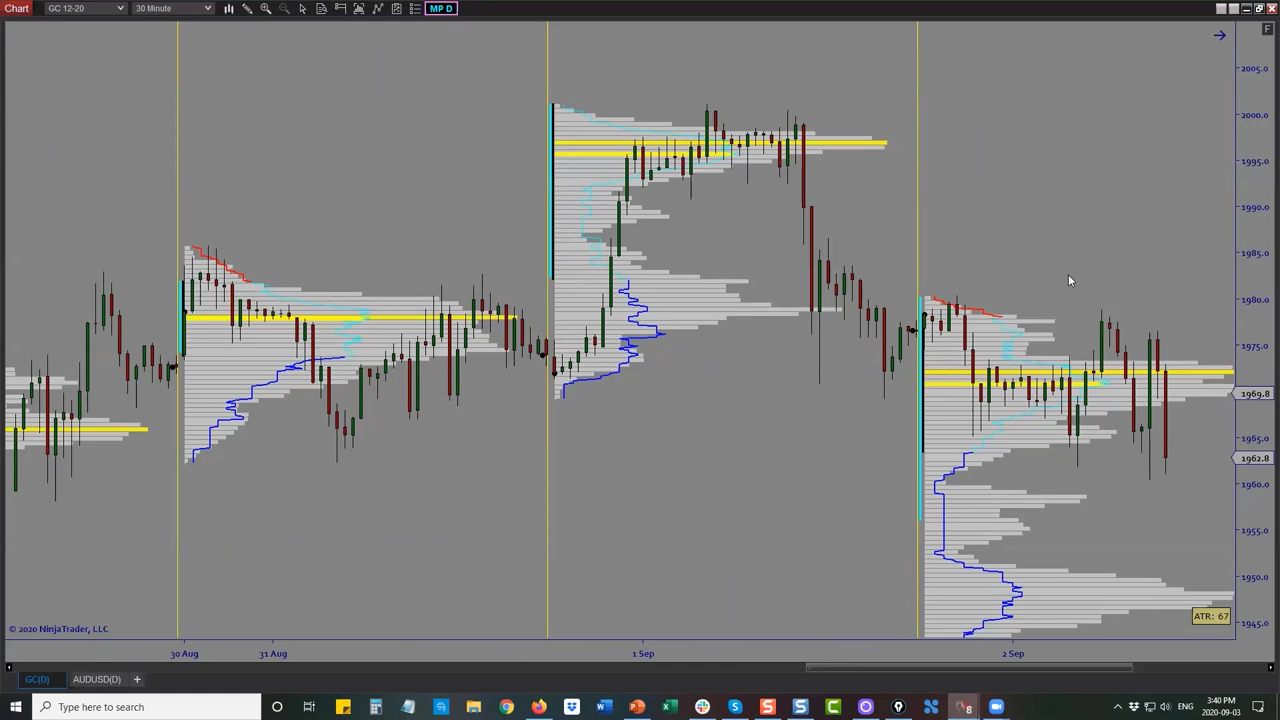 Chart GC 12-20 30 Minute MP D
F
2005.0
2000.0
1995.0
1990.0
1985.0
1980.0
1975.0
1969.8
1965.0
1962.8
1960.0
1955.0
1950.0
ATR: 67
1945.0
© 2020 NinjaTrader, LLC
30 Aug 31 Aug 1 Sep 2 Sep
GC(D) AUDUSD(D) +
Type here to search
ENG 3:40 PM
2020-09-03